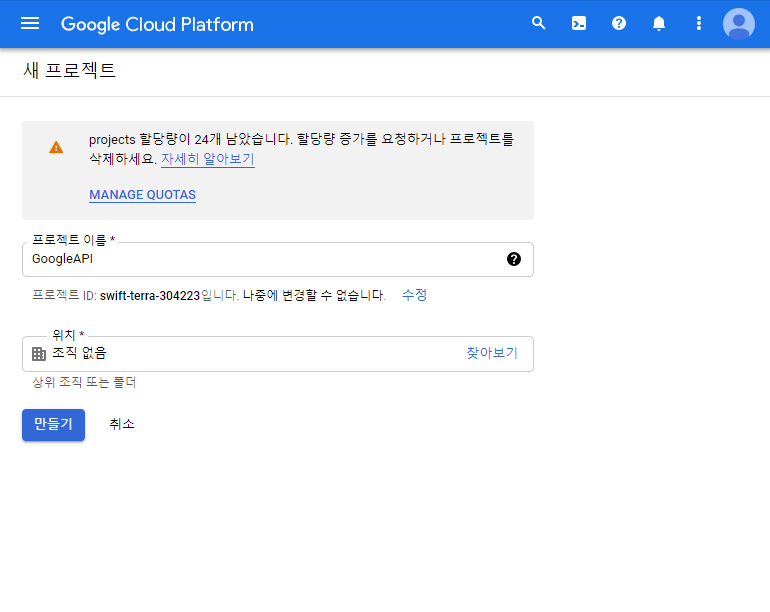 Google Cloud Platform
새 프로젝트
projects 할당량이 24개 남았습니다. 할당량 증가를 요청하거나 프로젝트를
삭제하세요. 자세히 알아보기
MANAGE QUOTAS
프로젝트 이름 *
GoogleAPI
프로젝트 ID: swift-terra-304223입니다. 나중에 변경할 수 없습니다. 수정
위치 *
조직 없음 찾아보기
상위 조직 또는 폴더
만들기 취소